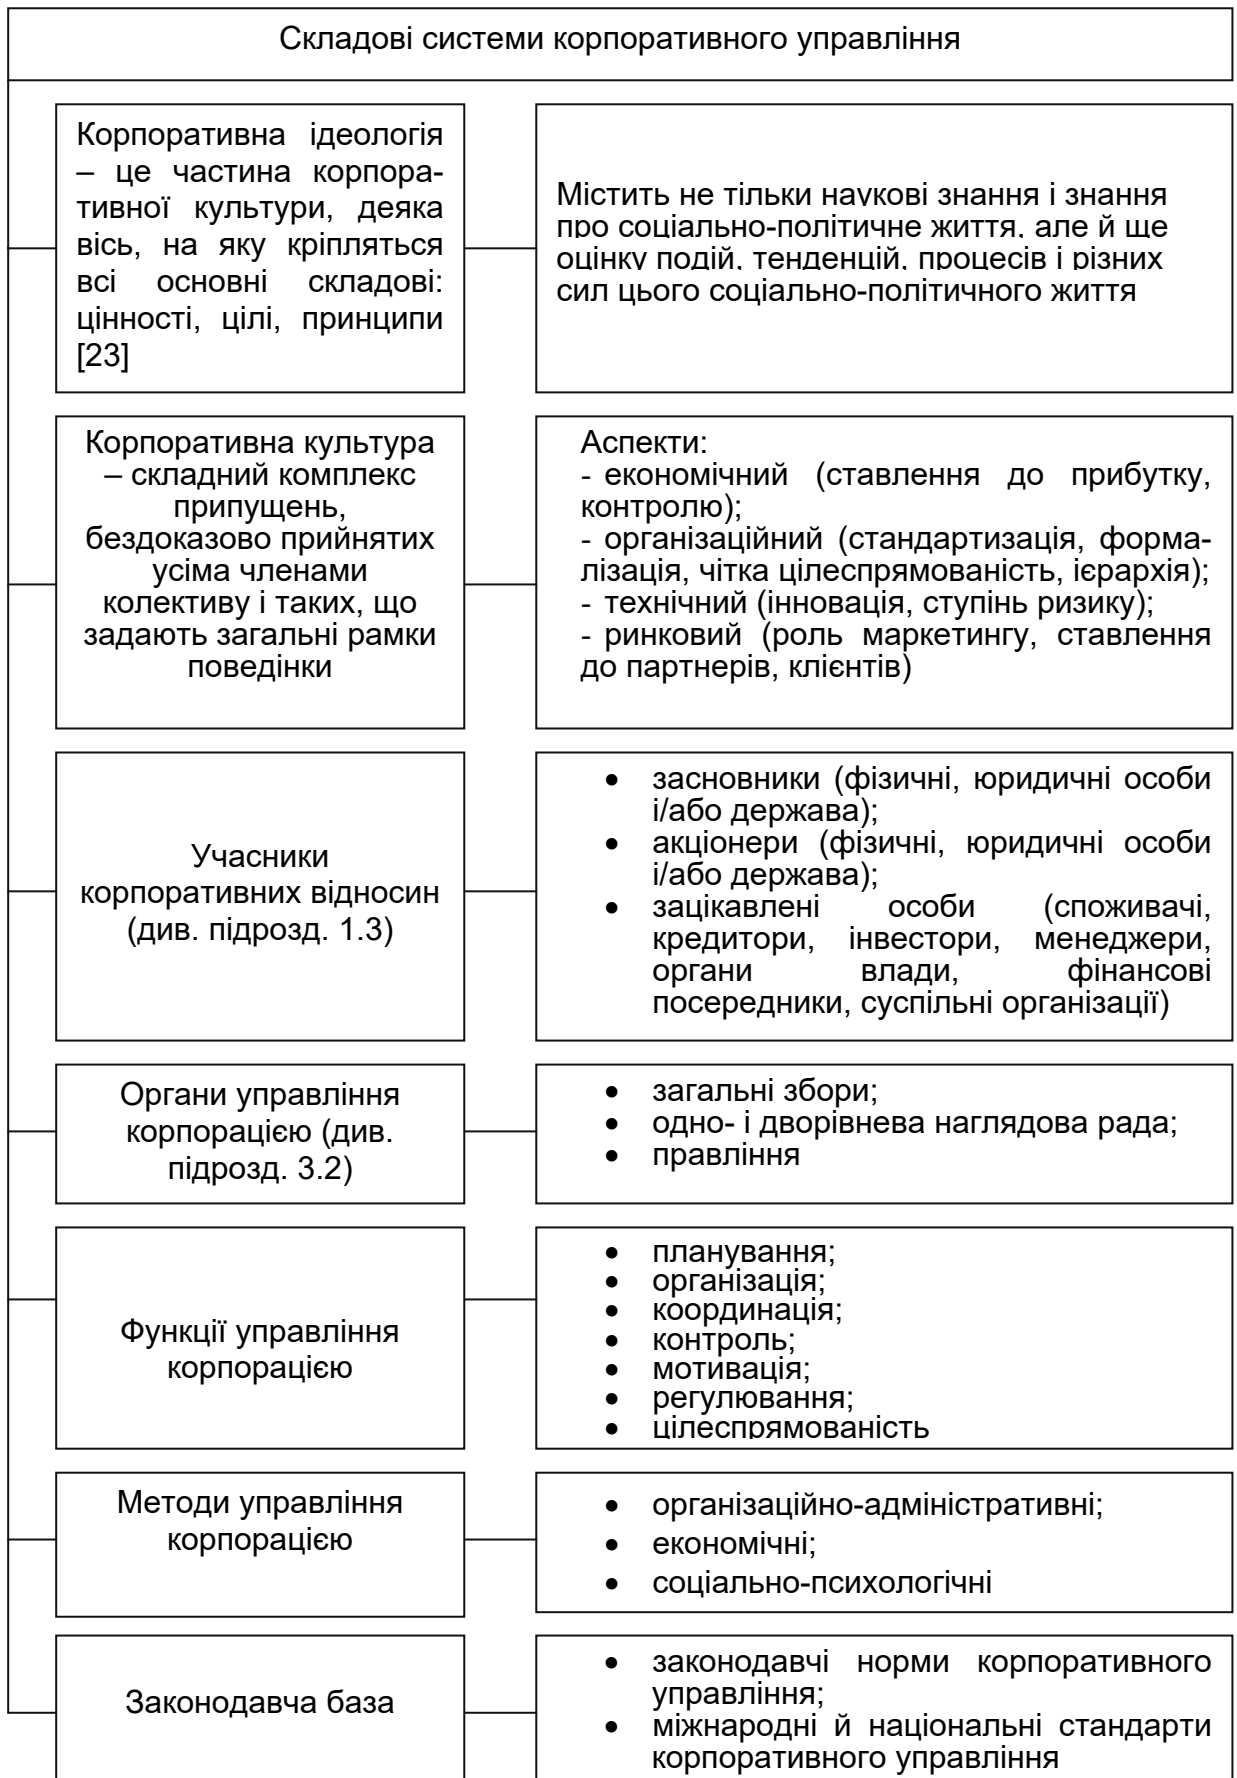 Складові системи корпоративного управління
Корпоративна ідеологія
– це частина корпора-
тивної культури, деяка
вісь, на яку кріпляться
всі основні складові:
цінності, цілі, принципи
[23]
Містить не тільки наукові знання і знання
про соціально-політичне життя, але й ще
оцінку подій, тенденцій, процесів і різних
сил цього соціально-політичного життя
Корпоративна культура
– складний комплекс
припущень,
бездоказово прийнятих
усіма членами
колективу і таких, що
задають загальні рамки
поведінки
Аспекти:
- економічний (ставлення до прибутку,
контролю);
- організаційний (стандартизація, форма-
лізація, чітка цілеспрямованість, ієрархія);
- технічний (інновація, ступінь ризику);
- ринковий (роль маркетингу, ставлення
до партнерів, клієнтів)
Учасники
корпоративних відносин
(див. підрозд. 1.3)
• засновники (фізичні, юридичні особи
і/або держава);
• акціонери (фізичні, юридичні особи
і/або держава);
• зацікавлені особи (споживачі,
кредитори, інвестори, менеджери,
органи влади, фінансові
посередники, суспільні організації)
Органи управління
корпорацією (див.
підрозд. 3.2)
• загальні збори;
• одно- і дворівнева наглядова рада;
• правління
Функції управління
корпорацією
• планування;
• організація;
• координація;
• контроль;
• мотивація;
• регулювання;
• цілеспрямованість
Методи управління
корпорацією
• організаційно-адміністративні;
• економічні;
• соціально-психологічні
Законодавча база
• законодавчі норми корпоративного
управління;
• міжнародні й національні стандарти
корпоративного управління